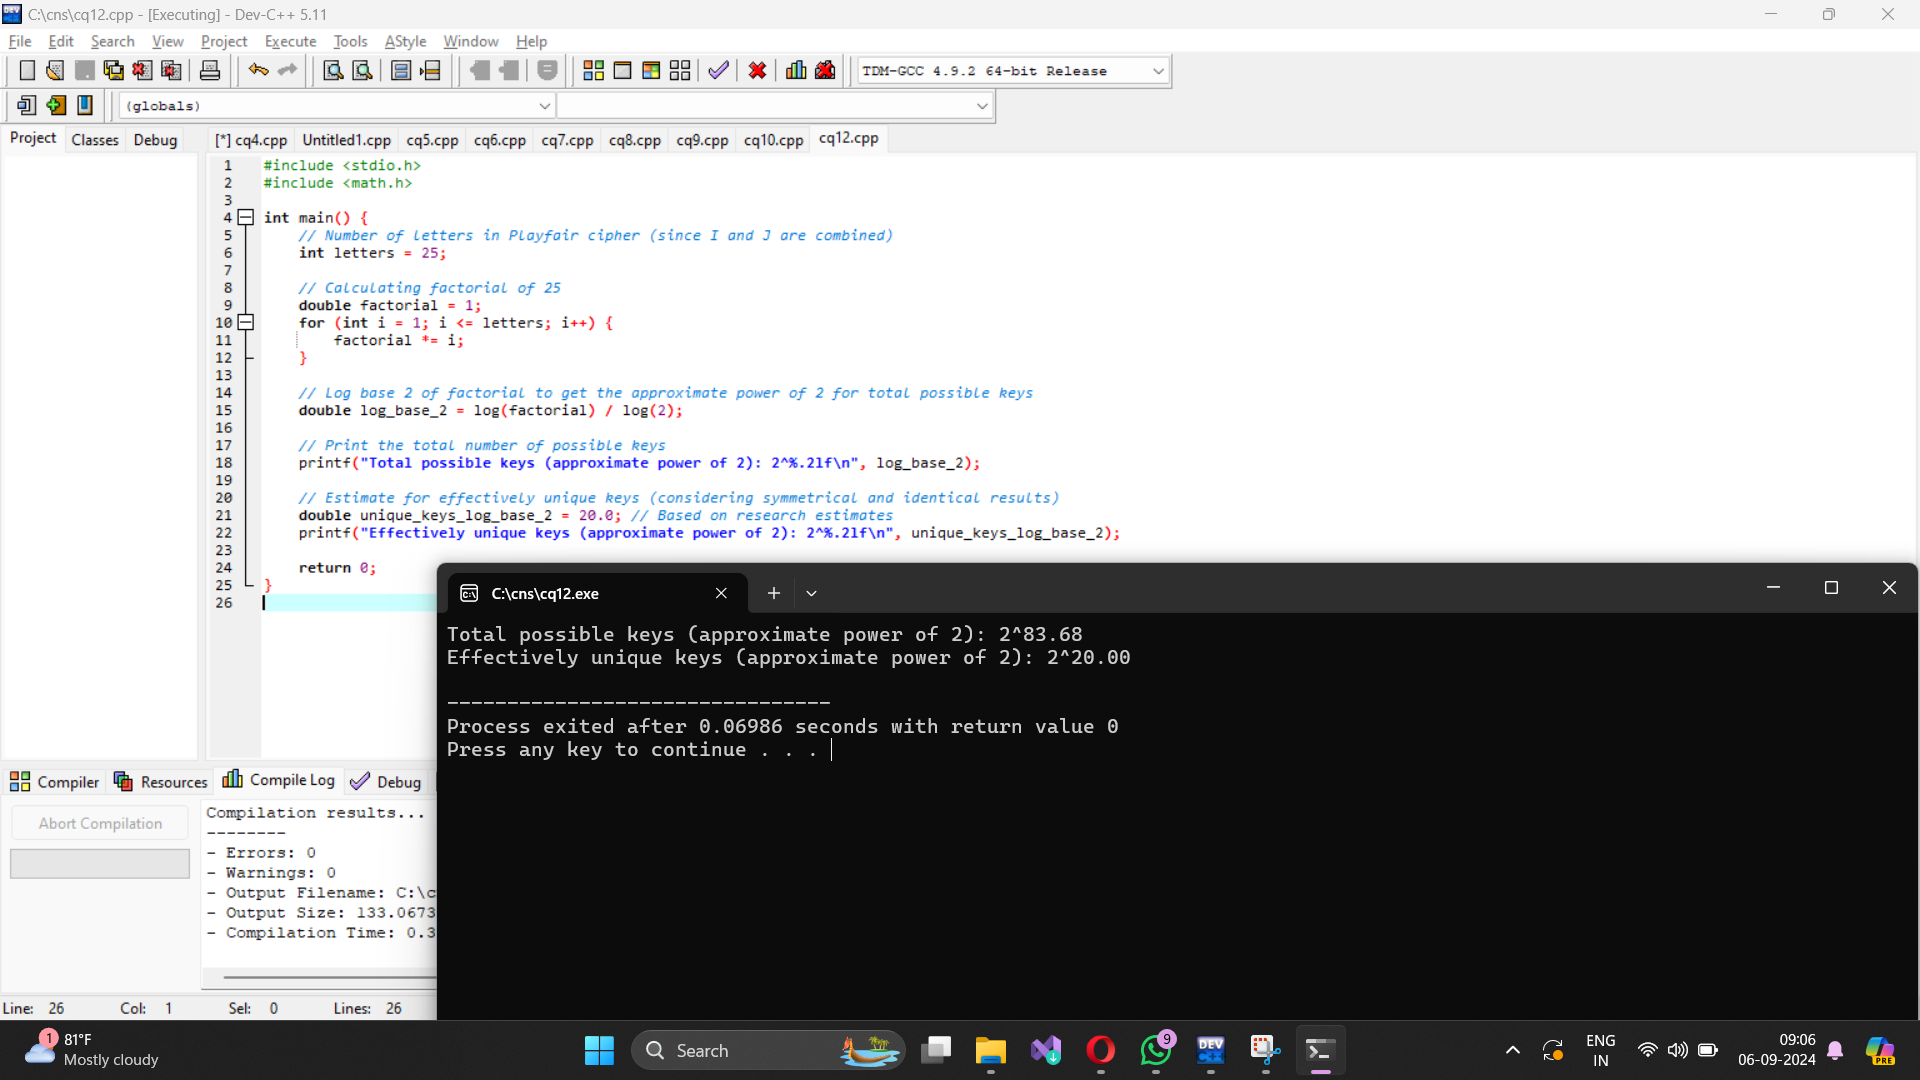 C:\cns\cq12.cpp - [Executing] - Dev-C++ 5.11
File Edit Search View Project Execute Tools AStyle Window Help
TDM-GCC 4.9.2 64-bit Release
(globals)
Project Classes Debug
[*] cq4.cpp Untitled1.cpp cq5.cpp cq6.cpp cq7.cpp cq8.cpp cq9.cpp cq10.cpp cq12.cpp
1 #include <stdio.h>
2 #include <math.h>
3
4 int main() {
5 // Number of letters in Playfair cipher (since I and J are combined)
6 int letters = 25;
7
8 // Calculating factorial of 25
9 double factorial = 1;
10 for (int i = 1; i <= letters; i++) {
11 factorial *= i;
12 }
13
14 // Log base 2 of factorial to get the approximate power of 2 for total possible keys
15 double log_base_2 = log(factorial) / log(2);
16
17 // Print the total number of possible keys
18 printf("Total possible keys (approximate power of 2): 2^%.2lf\n", log_base_2);
19
20 // Estimate for effectively unique keys (considering symmetrical and identical results)
21 double unique_keys_log_base_2 = 20.0; // Based on research estimates
22 printf("Effectively unique keys (approximate power of 2): 2^%.2lf\n", unique_keys_log_base_2);
23
24 return 0;
25 }
26
C:\cns\cq12.exe
Total possible keys (approximate power of 2): 2^83.68
Effectively unique keys (approximate power of 2): 2^20.00
--------------------------------
Process exited after 0.06986 seconds with return value 0
Press any key to continue . . .
Compiler Resources Compile Log Debug
Abort Compilation
Compilation results...
--------
- Errors: 0
- Warnings: 0
- Output Filename: C:\c
- Output Size: 133.0673
- Compilation Time: 0.3
Line: 26 Col: 1 Sel: 0 Lines: 26
1
81°F
Mostly cloudy
Search
9
DEV
ENG
IN
09:06
06-09-2024
PRE